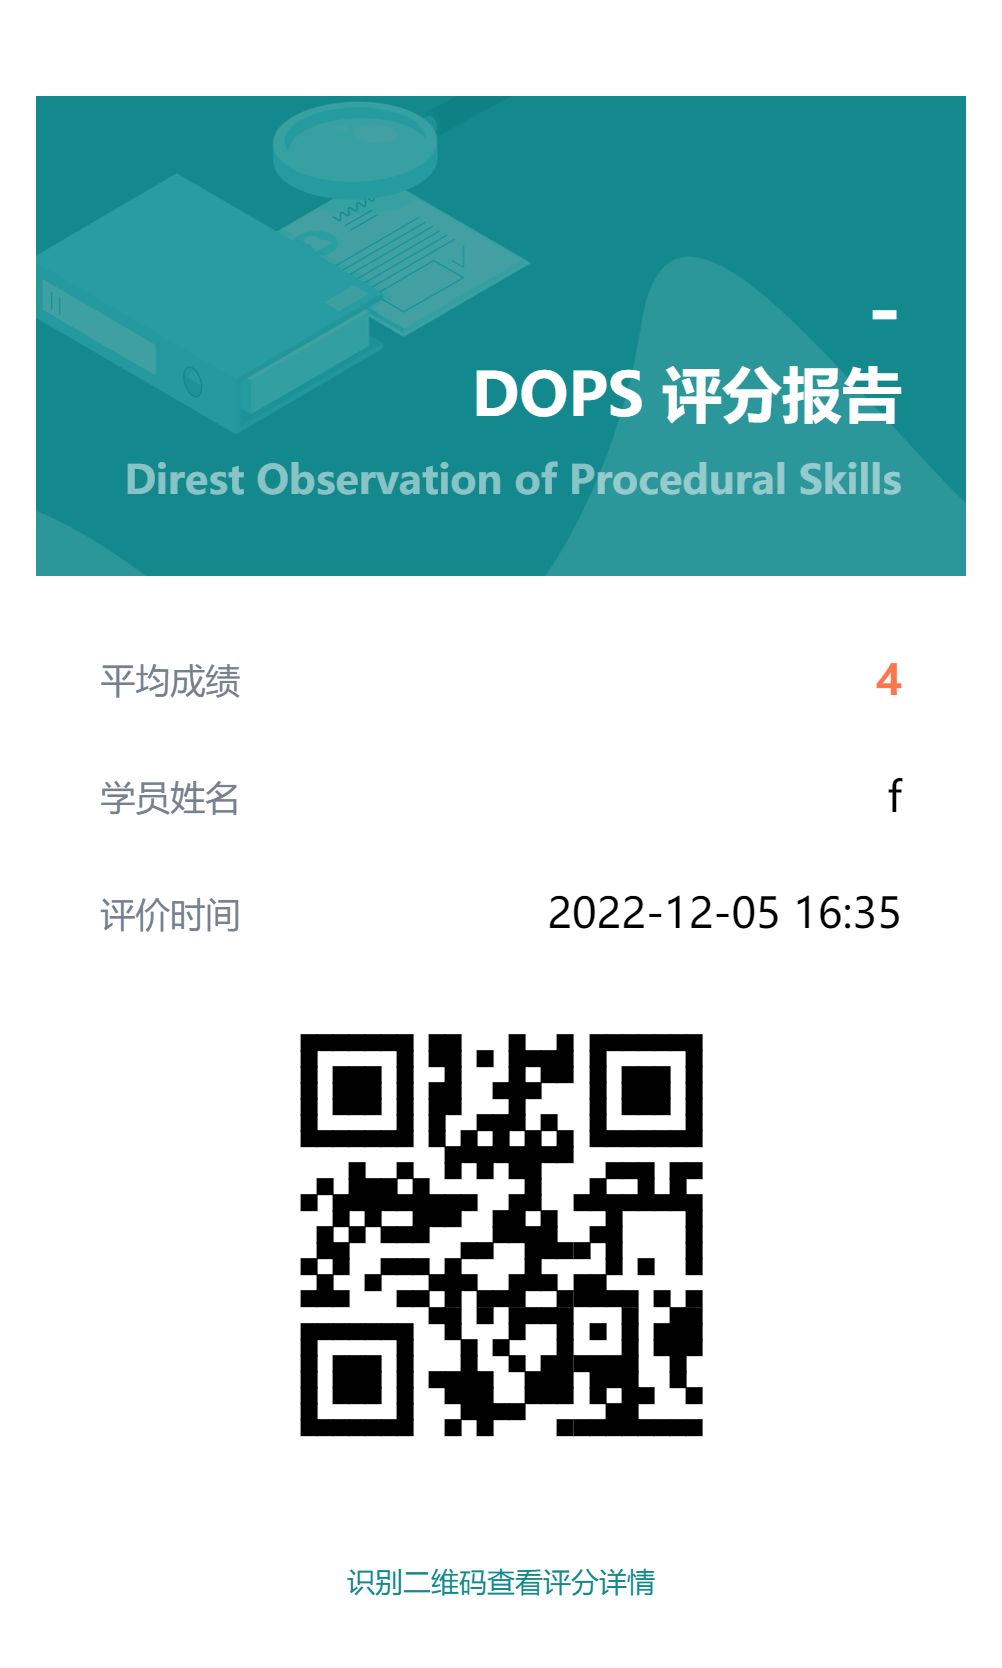 -
DOPS 评分报告
Direst Observation of Procedural Skills
平均成绩 4
学员姓名 f
评价时间 2022-12-05 16:35
识别二维码查看评分详情